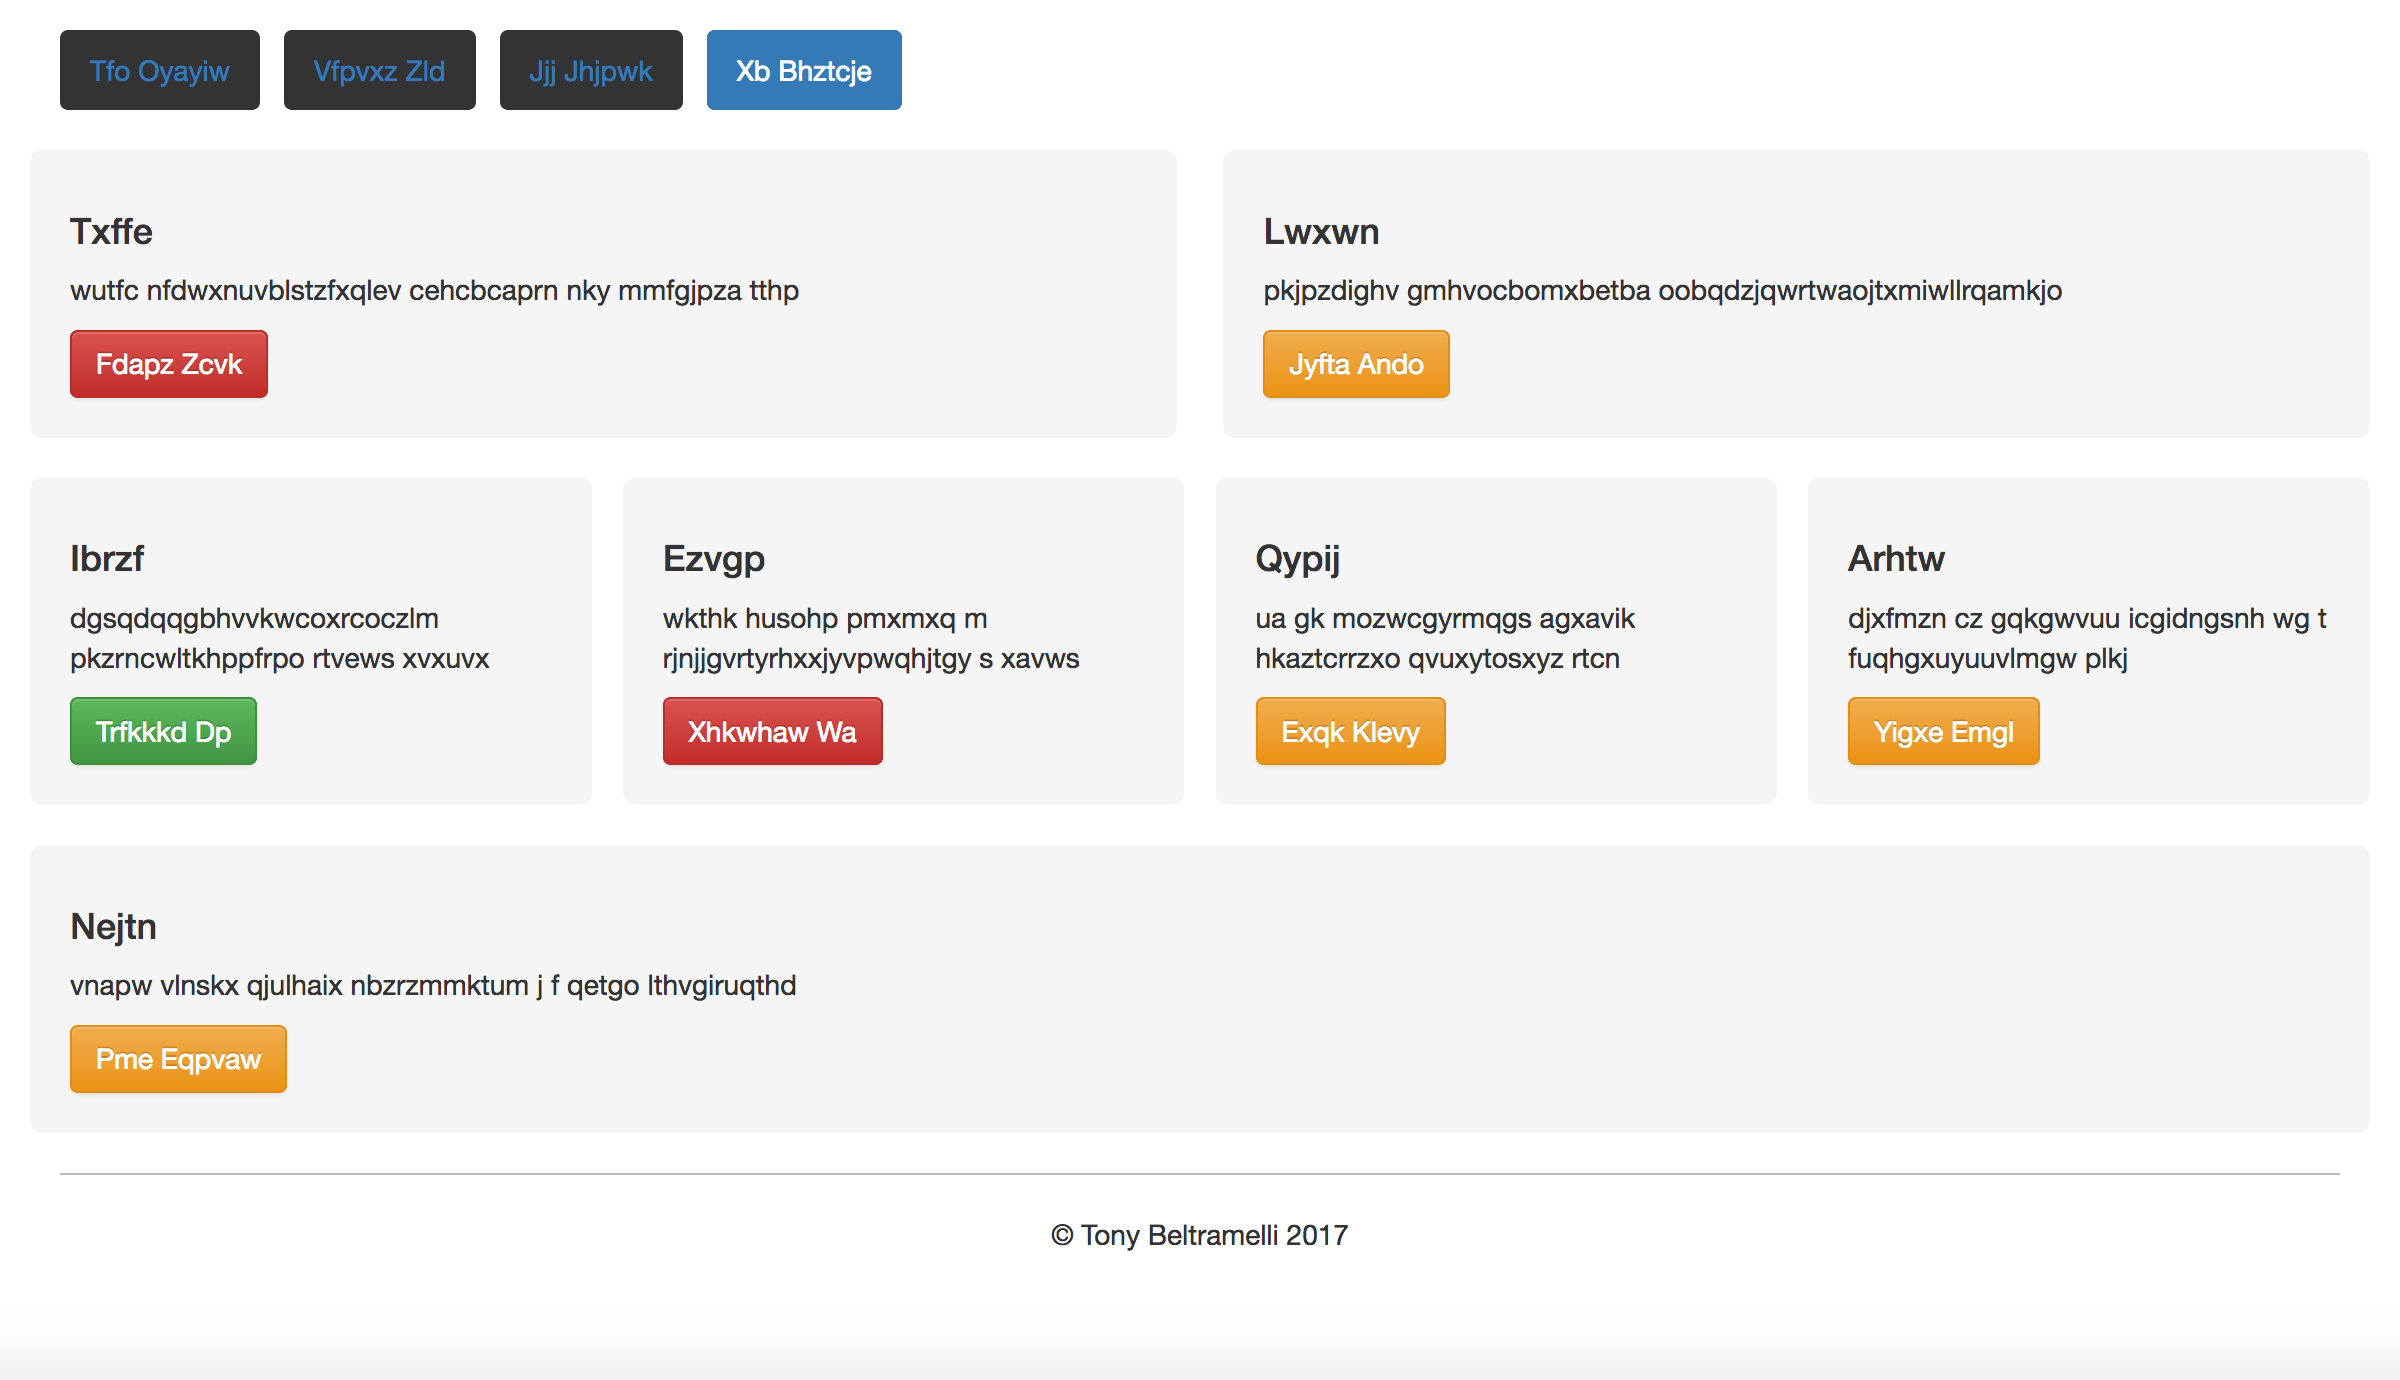 Tfo Oyayiw Vfpvxz Zld Jjj Jhjpwk Xb Bhztcje
Txffe
wutfc nfdwxnuvblstzfxqlev cehcbcaprn nky mmfgjpza tthp
Fdapz Zcvk
Lwxwn
pkjpzdighv gmhvocbomxbetba oobqdzjqwrtwaojtxmiwllrqamkjo
Jyfta Ando
Ibrzf
dgsqdqqgbhvvkwcoxrcoczlm
pkzrncwltkhppfrpo rtvews xvxuvx
Trfkkkd Dp
Ezvgp
wkthk husohp pmxmxq m
rjnjjgvrtyrhxxjyvpwqhjtgy s xavws
Xhkwhaw Wa
Qypij
ua gk mozwcgyrmqgs agxavik
hkaztcrrzxo qvuxytosxyz rtcn
Exqk Klevy
Arhtw
djxfmzn cz gqkgwvuu icgidngsnh wg t
fuqhgxuyuuvlmgw plkj
Yigxe Emgl
Nejtn
vnapw vlnskx qjulhaix nbzrzmmktum j f qetgo lthvgiruqthd
Pme Eqpvaw
© Tony Beltramelli 2017